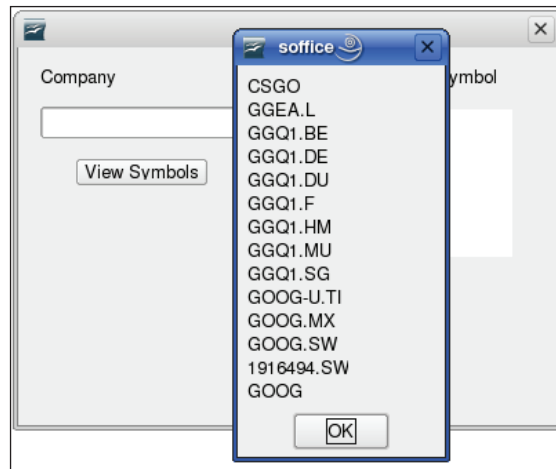 soffice
Company
ymbol
View Symbols
CSGO
GGEA.L
GGQ1.BE
GGQ1.DE
GGQ1.DU
GGQ1.F
GGQ1.HM
GGQ1.MU
GGQ1.SG
GOOG-U.TI
GOOG.MX
GOOG.SW
1916494.SW
GOOG
OK